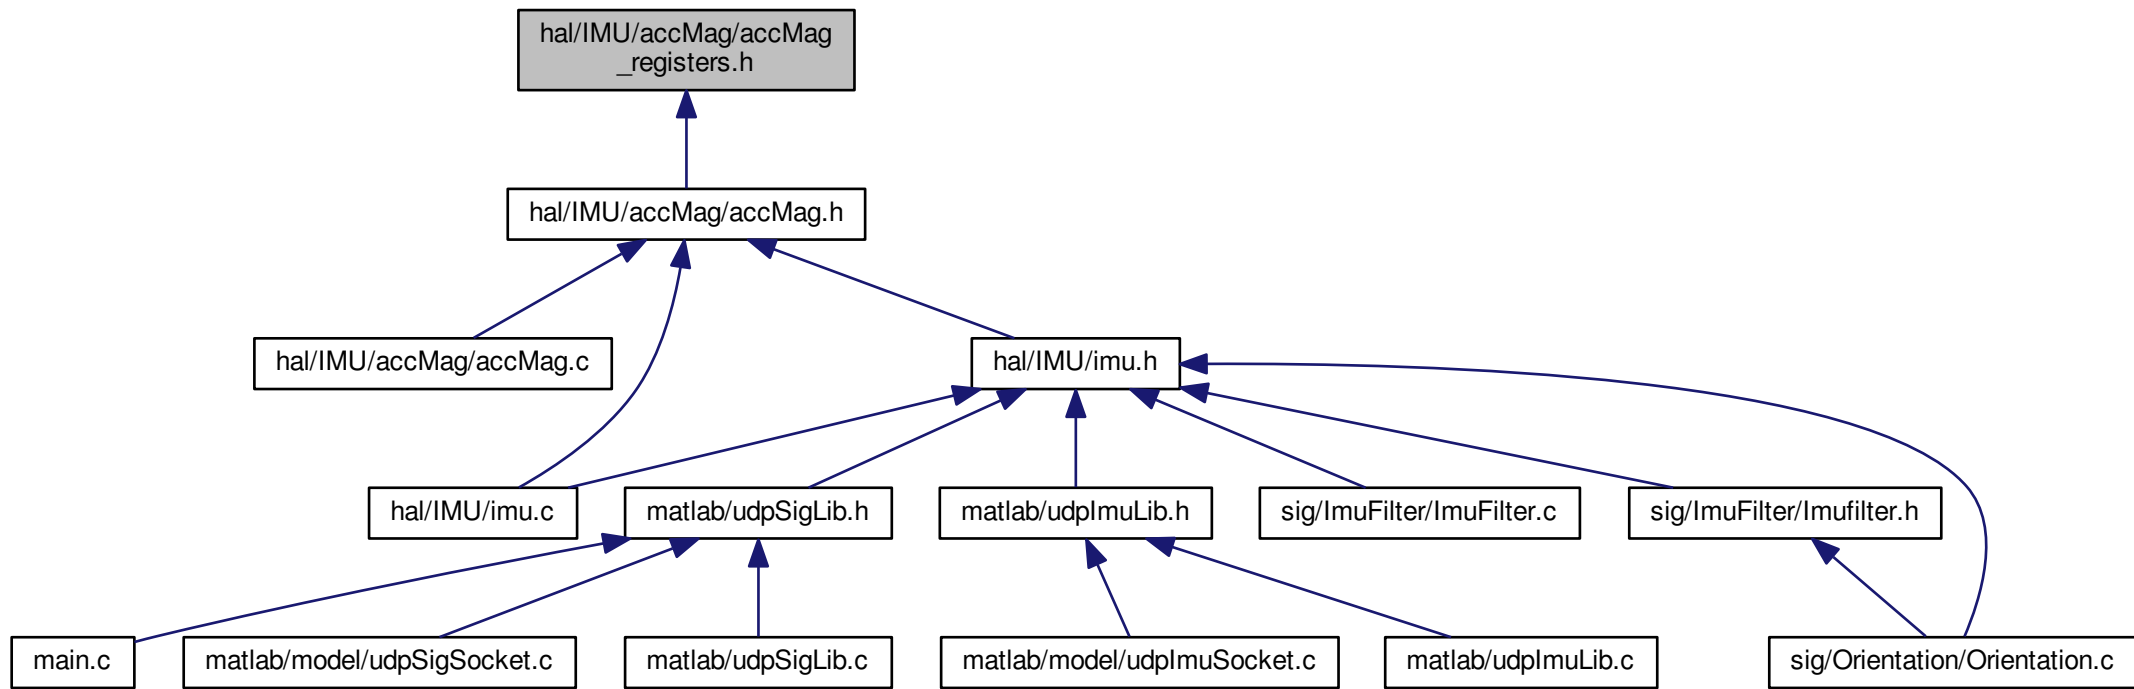 hal/IMU/accMag/accMag
_registers.h
hal/IMU/accMag/accMag.h
hal/IMU/accMag/accMag.c
hal/IMU/imu.h
hal/IMU/imu.c
matlab/udpSigLib.h
matlab/udpImuLib.h
sig/ImuFilter/ImuFilter.c
sig/ImuFilter/Imufilter.h
main.c
matlab/model/udpSigSocket.c
matlab/udpSigLib.c
matlab/model/udpImuSocket.c
matlab/udpImuLib.c
sig/Orientation/Orientation.c